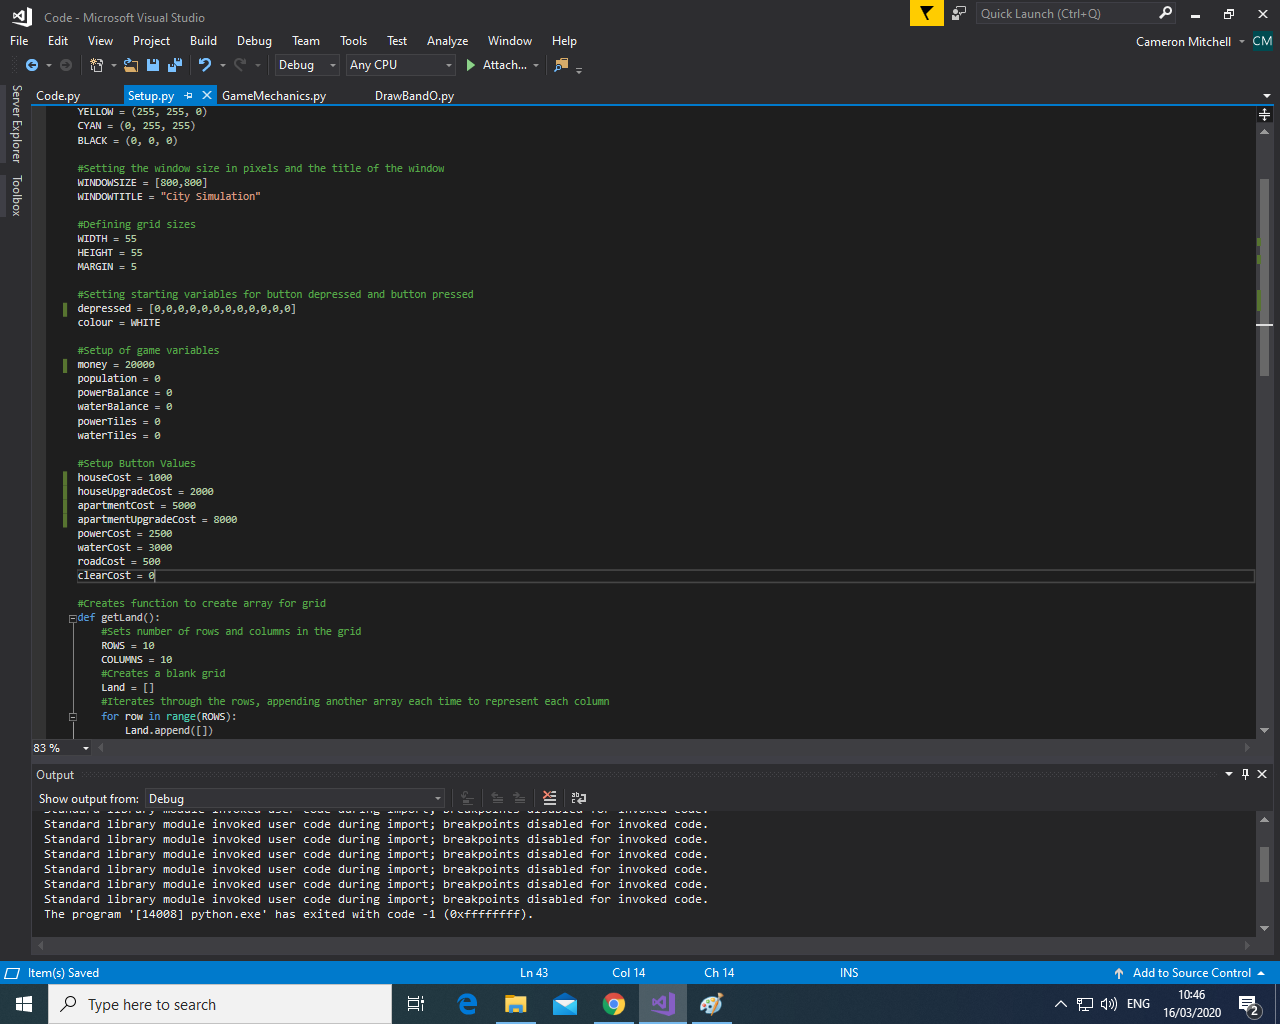 Code - Microsoft Visual Studio
Quick Launch (Ctrl+Q)
File Edit View Project Build Debug Team Tools Test Analyze Window Help
Cameron Mitchell CM
Debug Any CPU Attach...
Server Explorer
Toolbox
Code.py Setup.py GameMechanics.py DrawBandO.py
YELLOW = (255, 255, 0)
CYAN = (0, 255, 255)
BLACK = (0, 0, 0)
#Setting the window size in pixels and the title of the window
WINDOWSIZE = [800,800]
WINDOWTITLE = "City Simulation"
#Defining grid sizes
WIDTH = 55
HEIGHT = 55
MARGIN = 5
#Setting starting variables for button depressed and button pressed
depressed = [0,0,0,0,0,0,0,0,0,0,0,0]
colour = WHITE
#Setup of game variables
money = 20000
population = 0
powerBalance = 0
waterBalance = 0
powerTiles = 0
waterTiles = 0
#Setup Button Values
houseCost = 1000
houseUpgradeCost = 2000
apartmentCost = 5000
apartmentUpgradeCost = 8000
powerCost = 2500
waterCost = 3000
roadCost = 500
clearCost = 0
#Creates function to create array for grid
def getLand():
#Sets number of rows and columns in the grid
ROWS = 10
COLUMNS = 10
#Creates a blank grid
Land = []
#Iterates through the rows, appending another array each time to represent each column
for row in range(ROWS):
Land.append([])
83 %
Output
Show output from: Debug
Standard library module invoked user code during import; breakpoints disabled for invoked code.
Standard library module invoked user code during import; breakpoints disabled for invoked code.
Standard library module invoked user code during import; breakpoints disabled for invoked code.
Standard library module invoked user code during import; breakpoints disabled for invoked code.
Standard library module invoked user code during import; breakpoints disabled for invoked code.
Standard library module invoked user code during import; breakpoints disabled for invoked code.
Standard library module invoked user code during import; breakpoints disabled for invoked code.
The program '[14008] python.exe' has exited with code -1 (0xffffffff).
Item(s) Saved Ln 43 Col 14 Ch 14 INS Add to Source Control
Type here to search
ENG
10:46
16/03/2020
2